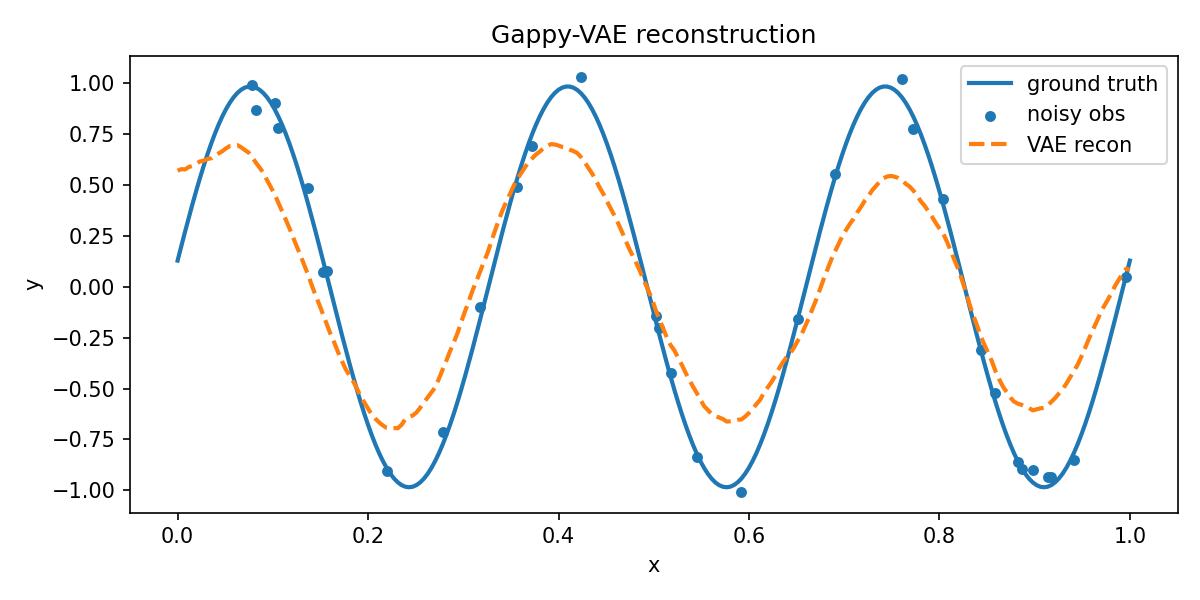 Gappy-VAE reconstruction
ground truth
noisy obs
VAE recon
1.00
0.75
0.50
0.25
0.00
−0.25
−0.50
−0.75
−1.00
y
0.0 0.2 0.4 0.6 0.8 1.0
x